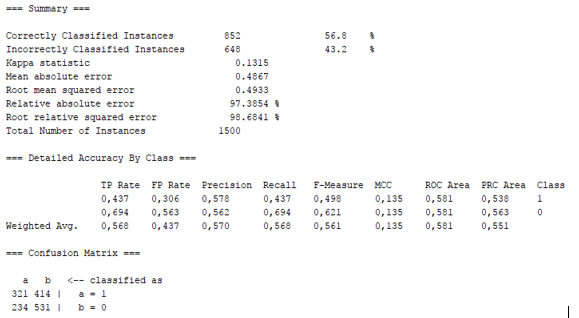 === Summary ===
Correctly Classified Instances 852 56.8 %
Incorrectly Classified Instances 648 43.2 %
Kappa statistic 0.1315
Mean absolute error 0.4867
Root mean squared error 0.4933
Relative absolute error 97.3854 %
Root relative squared error 98.6841 %
Total Number of Instances 1500
=== Detailed Accuracy By Class ===
TP Rate FP Rate Precision Recall F-Measure MCC ROC Area PRC Area Class
0,437 0,306 0,578 0,437 0,498 0,135 0,581 0,538 1
0,694 0,563 0,562 0,694 0,621 0,135 0,581 0,563 0
Weighted Avg. 0,568 0,437 0,570 0,568 0,561 0,135 0,581 0,551
=== Confusion Matrix ===
a b <-- classified as
321 414 | a = 1
234 531 | b = 0